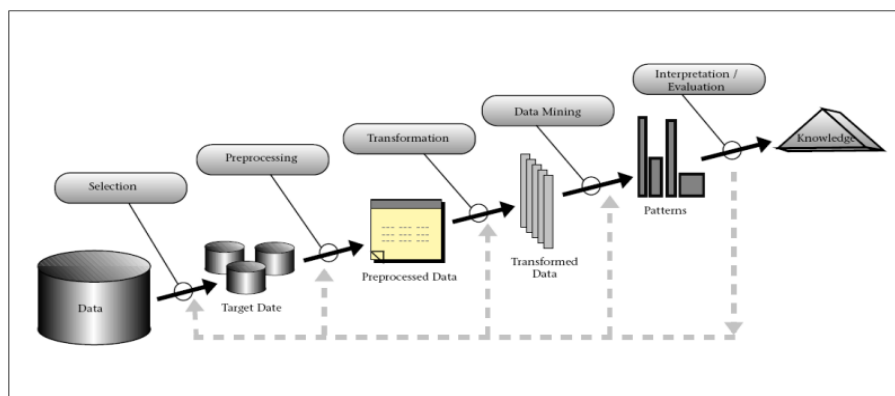 Interpretation /
Evaluation
Data Mining
Knowledge
Transformation
Preprocessing
Patterns
Selection
Transformed
Data
Preprocessed Data
Target Date
Data